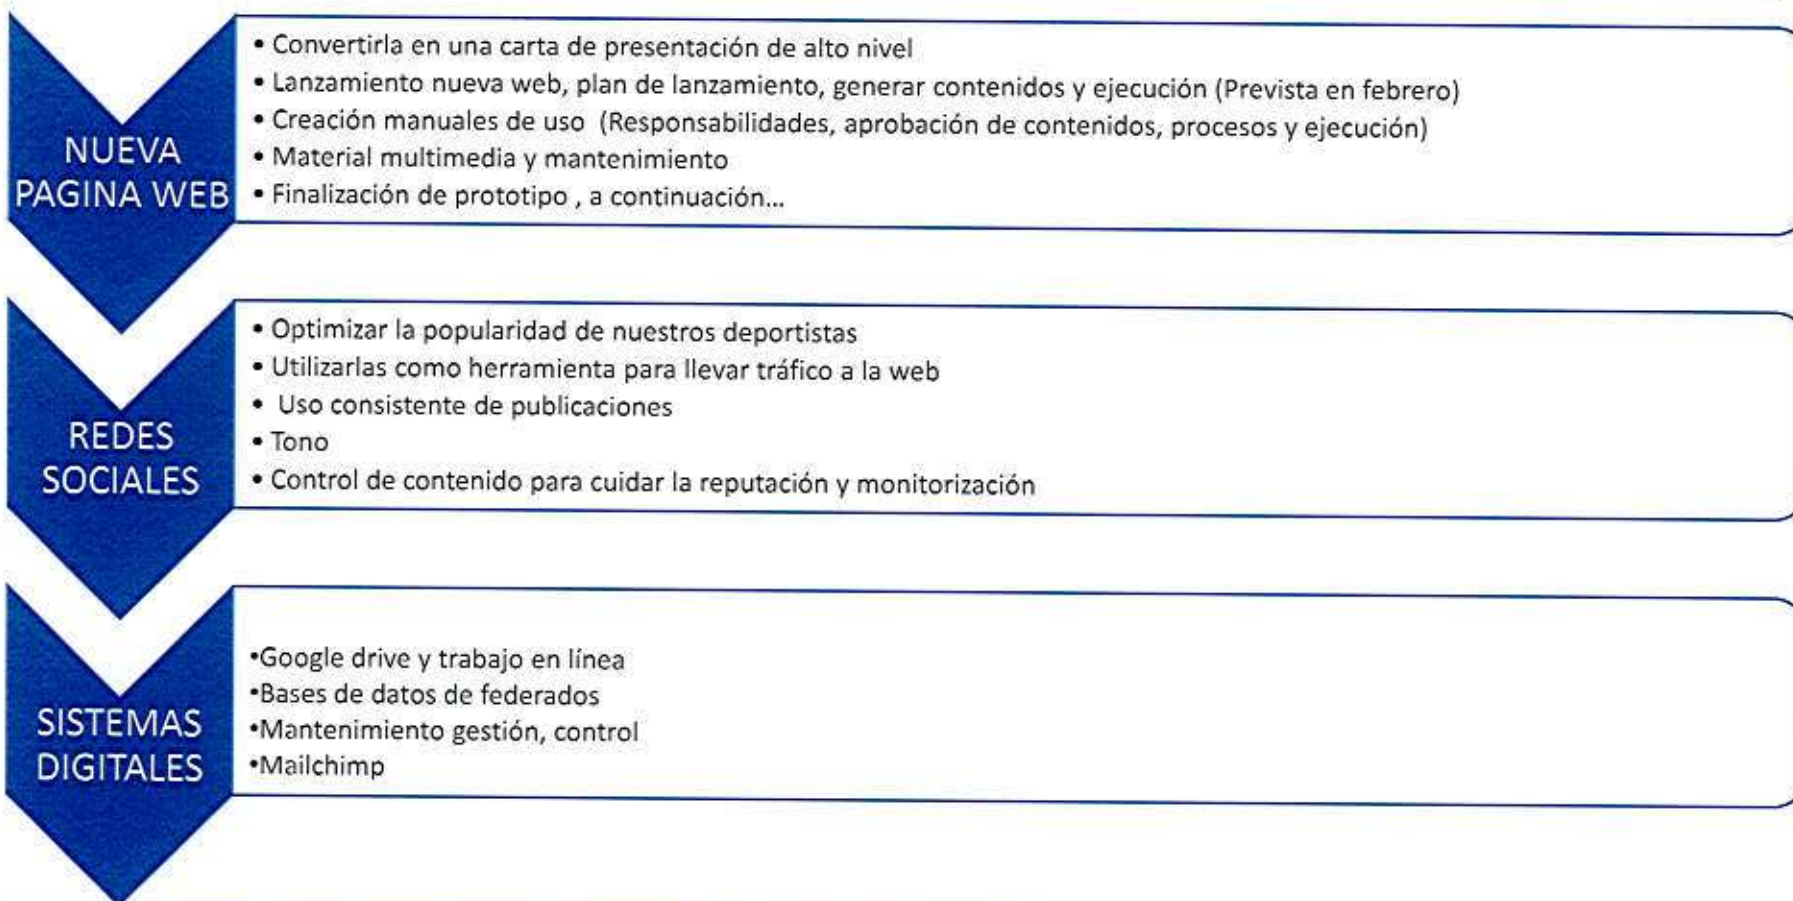 NUEVA
PAGINA WEB
• Convertirla en una carta de presentación de alto nivel
• Lanzamiento nueva web, plan de lanzamiento, generar contenidos y ejecución (Prevista en febrero)
• Creación manuales de uso (Responsabilidades, aprobación de contenidos, procesos y ejecución)
• Material multimedia y mantenimiento
• Finalización de prototipo , a continuación...
REDES
SOCIALES
• Optimizar la popularidad de nuestros deportistas
• Utilizarlas como herramienta para llevar tráfico a la web
• Uso consistente de publicaciones
• Tono
• Control de contenido para cuidar la reputación y monitorización
SISTEMAS
DIGITALES
•Google drive y trabajo en línea
•Bases de datos de federados
•Mantenimiento gestión, control
•Mailchimp